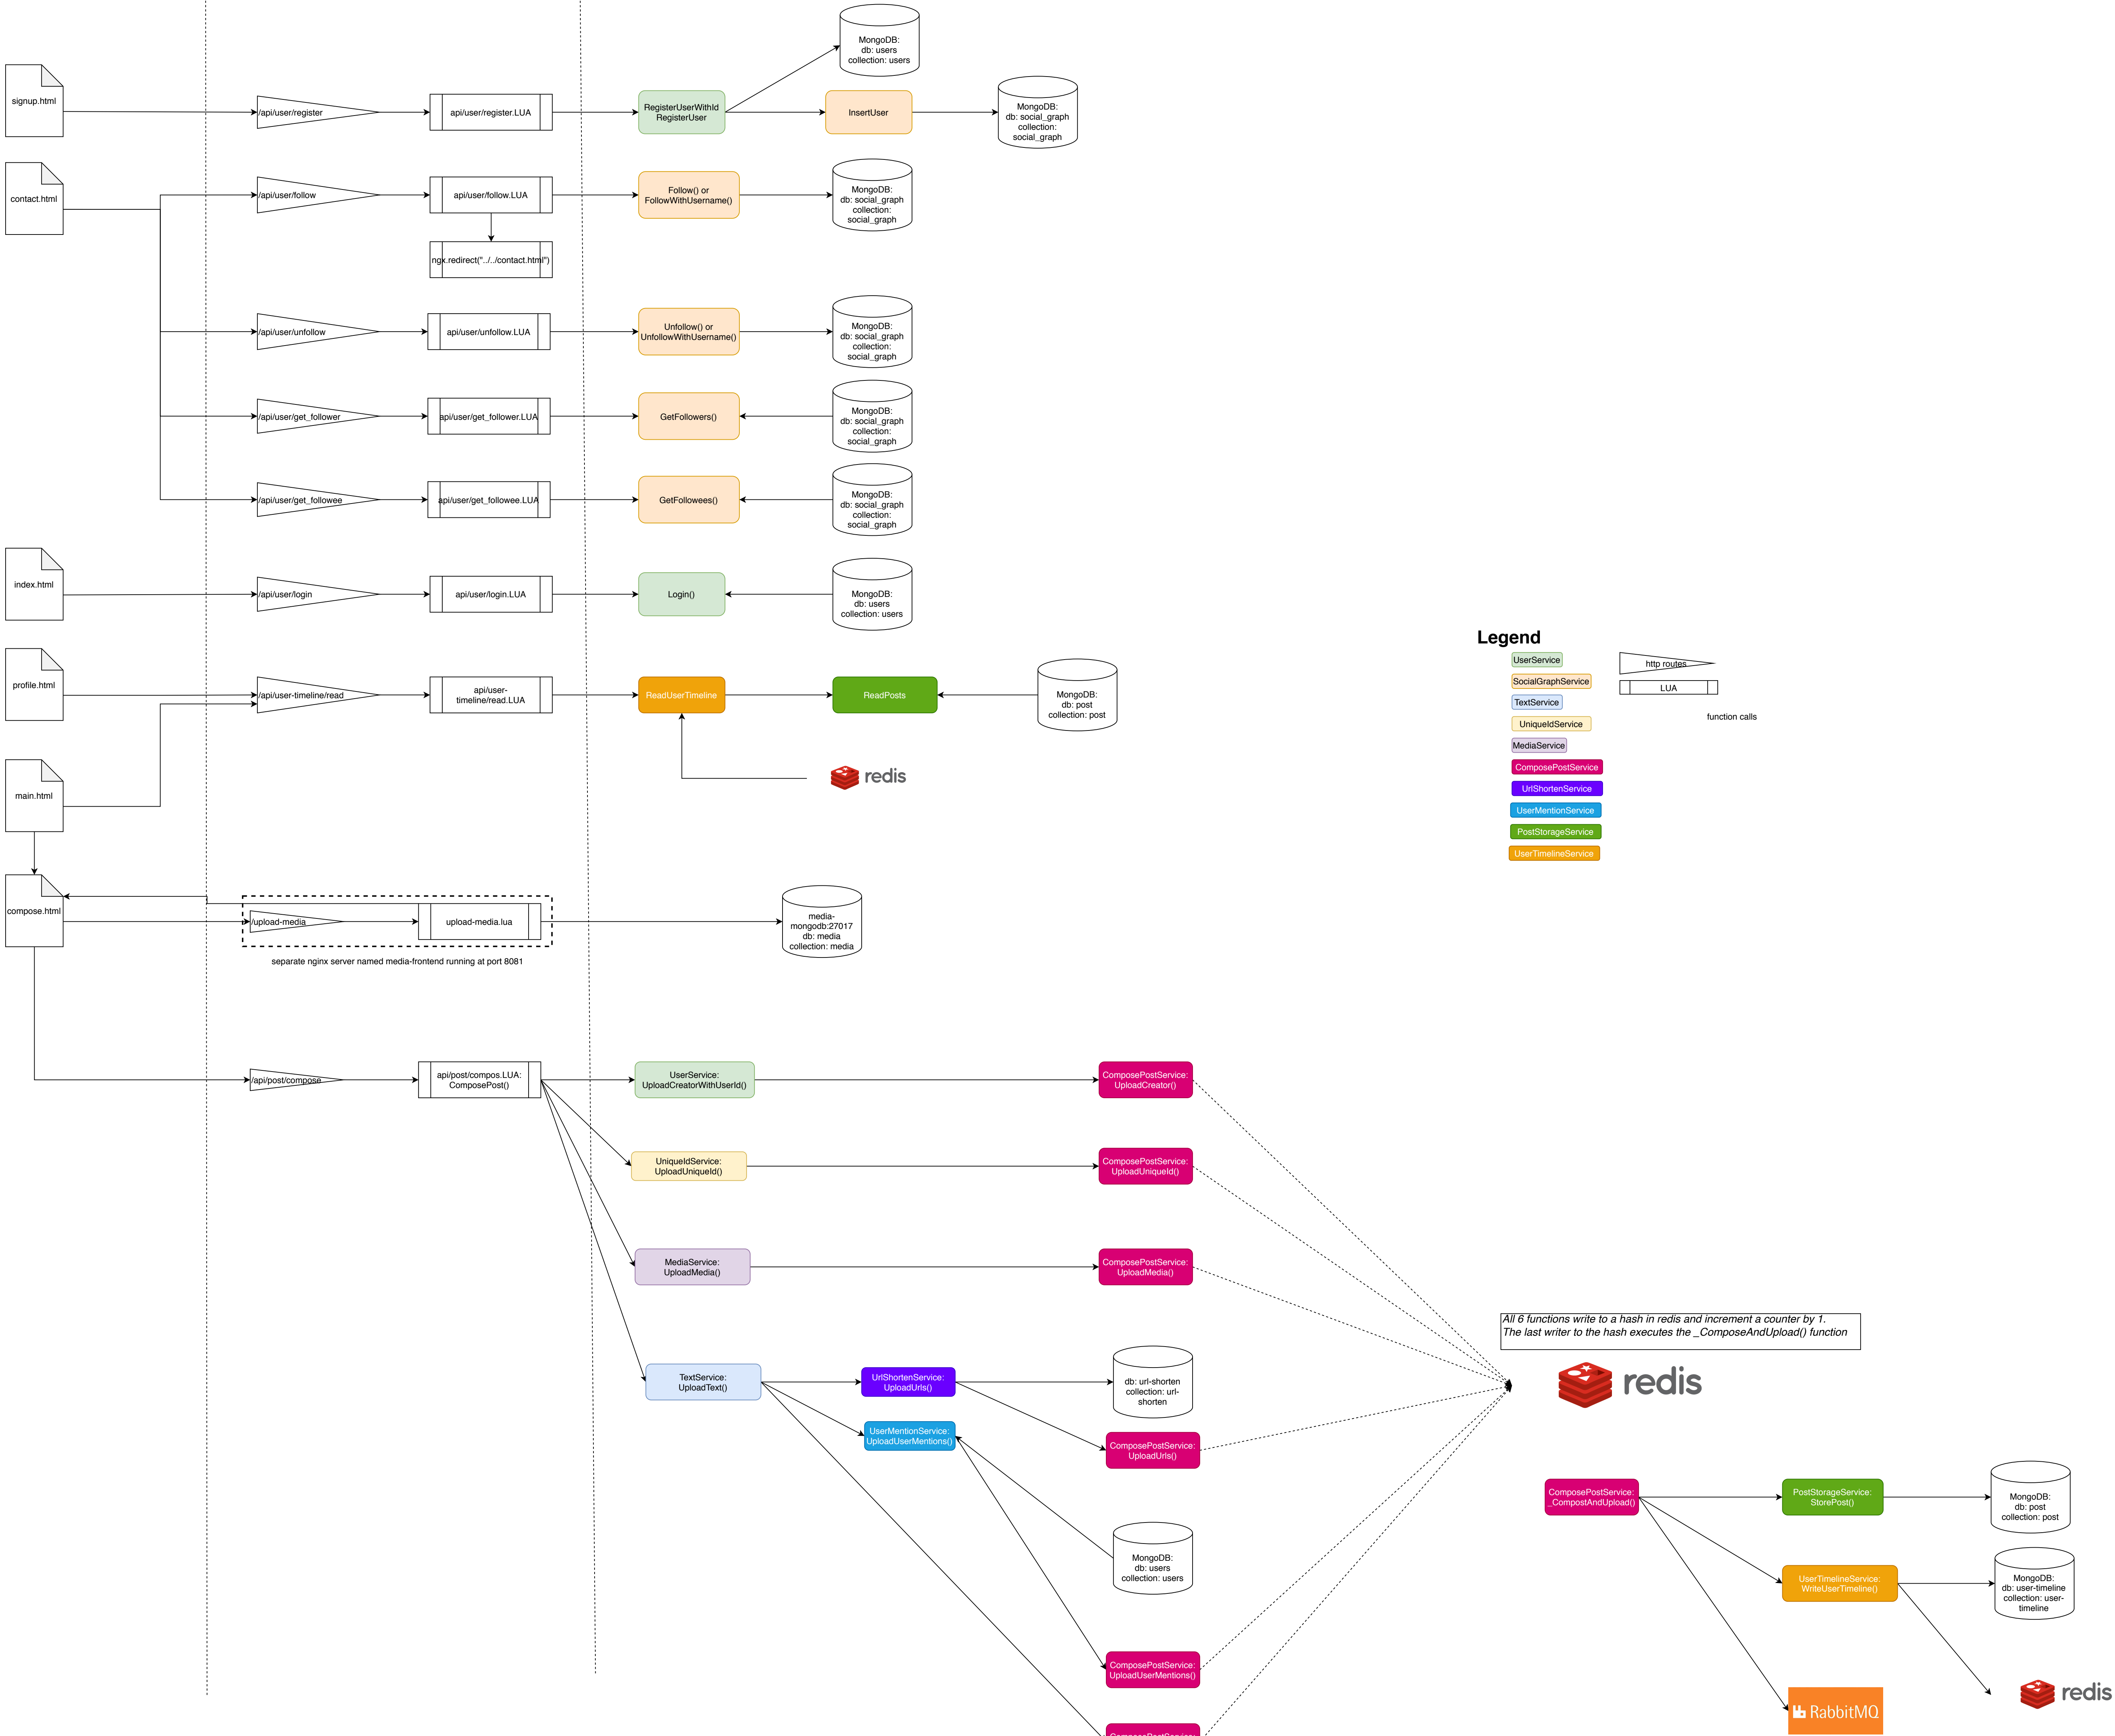 MongoDB:
db: users
collection: users
signup.html
/api/user/register
api/user/register.LUA
RegisterUserWithId
RegisterUser
InsertUser
MongoDB:
db: social_graph
collection:
social_graph
contact.html
/api/user/follow
api/user/follow.LUA
Follow() or
FollowWithUsername()
MongoDB:
db: social_graph
collection:
social_graph
ngx.redirect("../../contact.html")
/api/user/unfollow
api/user/unfollow.LUA
Unfollow() or
UnfollowWithUsername()
MongoDB:
db: social_graph
collection:
social_graph
/api/user/get_follower
api/user/get_follower.LUA
GetFollowers()
MongoDB:
db: social_graph
collection:
social_graph
/api/user/get_followee
api/user/get_followee.LUA
GetFollowees()
MongoDB:
db: social_graph
collection:
social_graph
index.html
/api/user/login
api/user/login.LUA
Login()
MongoDB:
db: users
collection: users
Legend
UserService
SocialGraphService
TextService
UniqueIdService
MediaService
ComposePostService
UrlShortenService
UserMentionService
PostStorageService
UserTimelineService
http routes
LUA
function calls
profile.html
/api/user-timeline/read
api/user-
timeline/read.LUA
ReadUserTimeline
ReadPosts
MongoDB:
db: post
collection: post
redis
main.html
compose.html
/upload-media
upload-media.lua
media-
mongodb:27017
db: media
collection: media
separate nginx server named media-frontend running at port 8081
/api/post/compose
api/post/compos.LUA:
ComposePost()
UserService:
UploadCreatorWithUserId()
ComposePostService:
UploadCreator()
UniqueIdService:
UploadUniqueId()
ComposePostService:
UploadUniqueId()
MediaService:
UploadMedia()
ComposePostService:
UploadMedia()
All 6 functions write to a hash in redis and increment a counter by 1.
The last writer to the hash executes the _ComposeAndUpload() function
redis
TextService:
UploadText()
UrlShortenService:
UploadUrls()
db: url-shorten
collection: url-
shorten
UserMentionService:
UploadUserMentions()
ComposePostService:
UploadUrls()
ComposePostService:
_CompostAndUpload()
PostStorageService:
StorePost()
MongoDB:
db: post
collection: post
MongoDB:
db: users
collection: users
UserTimelineService:
WriteUserTimeline()
MongoDB:
db: user-timeline
collection: user-
timeline
ComposePostService:
UploadUserMentions()
redis
RabbitMQ